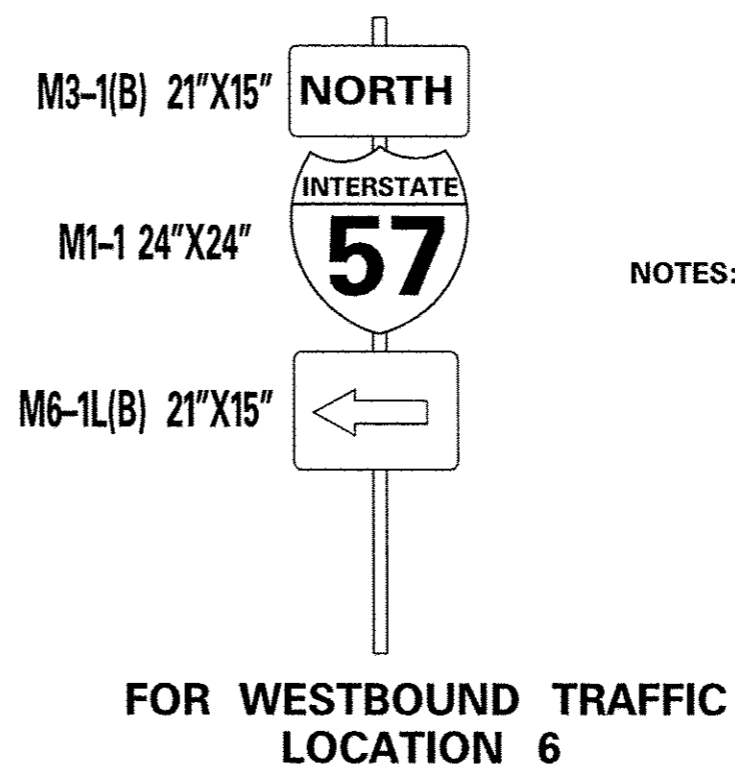 M3-1(B) 21"X15"
NORTH
INTERSTATE
57
M1-1 24"X24"
NOTES:
M6-1L(B) 21"X15"
FOR WESTBOUND TRAFFIC
LOCATION 6